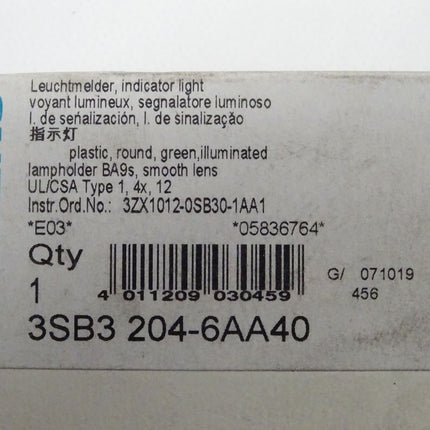 Leuchtmelder, indicator light
voyant lumineux, segnalatore luminoso
I. de señalización, I. de sinalização
指示灯
plastic, round, green,illuminated
lampholder BA9s, smooth lens
UL/CSA Type 1, 4x, 12
Instr.Ord.No.: 3ZX1012-0SB30-1AA1
*E03* *05836764*
Qty
1
4 011209 030459
G/ 071019
456
3SB3 204-6AA40